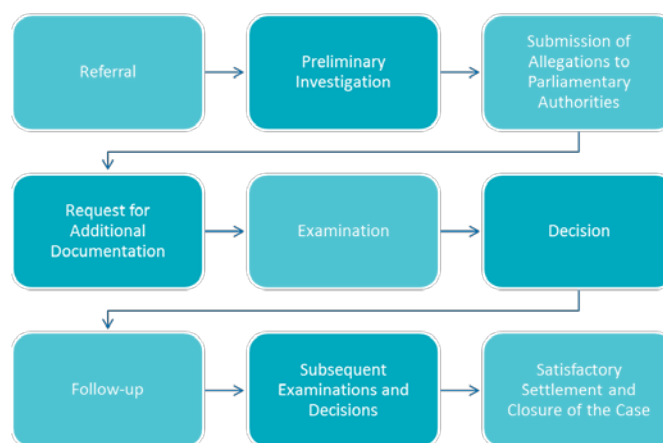 Referral
Preliminary
Investigation
Submission of
Allegations to
Parliamentary
Authorities
Request for
Additional
Documentation
Examination
Decision
Follow-up
Subsequent
Examinations and
Decisions
Satisfactory
Settlement and
Closure of the Case